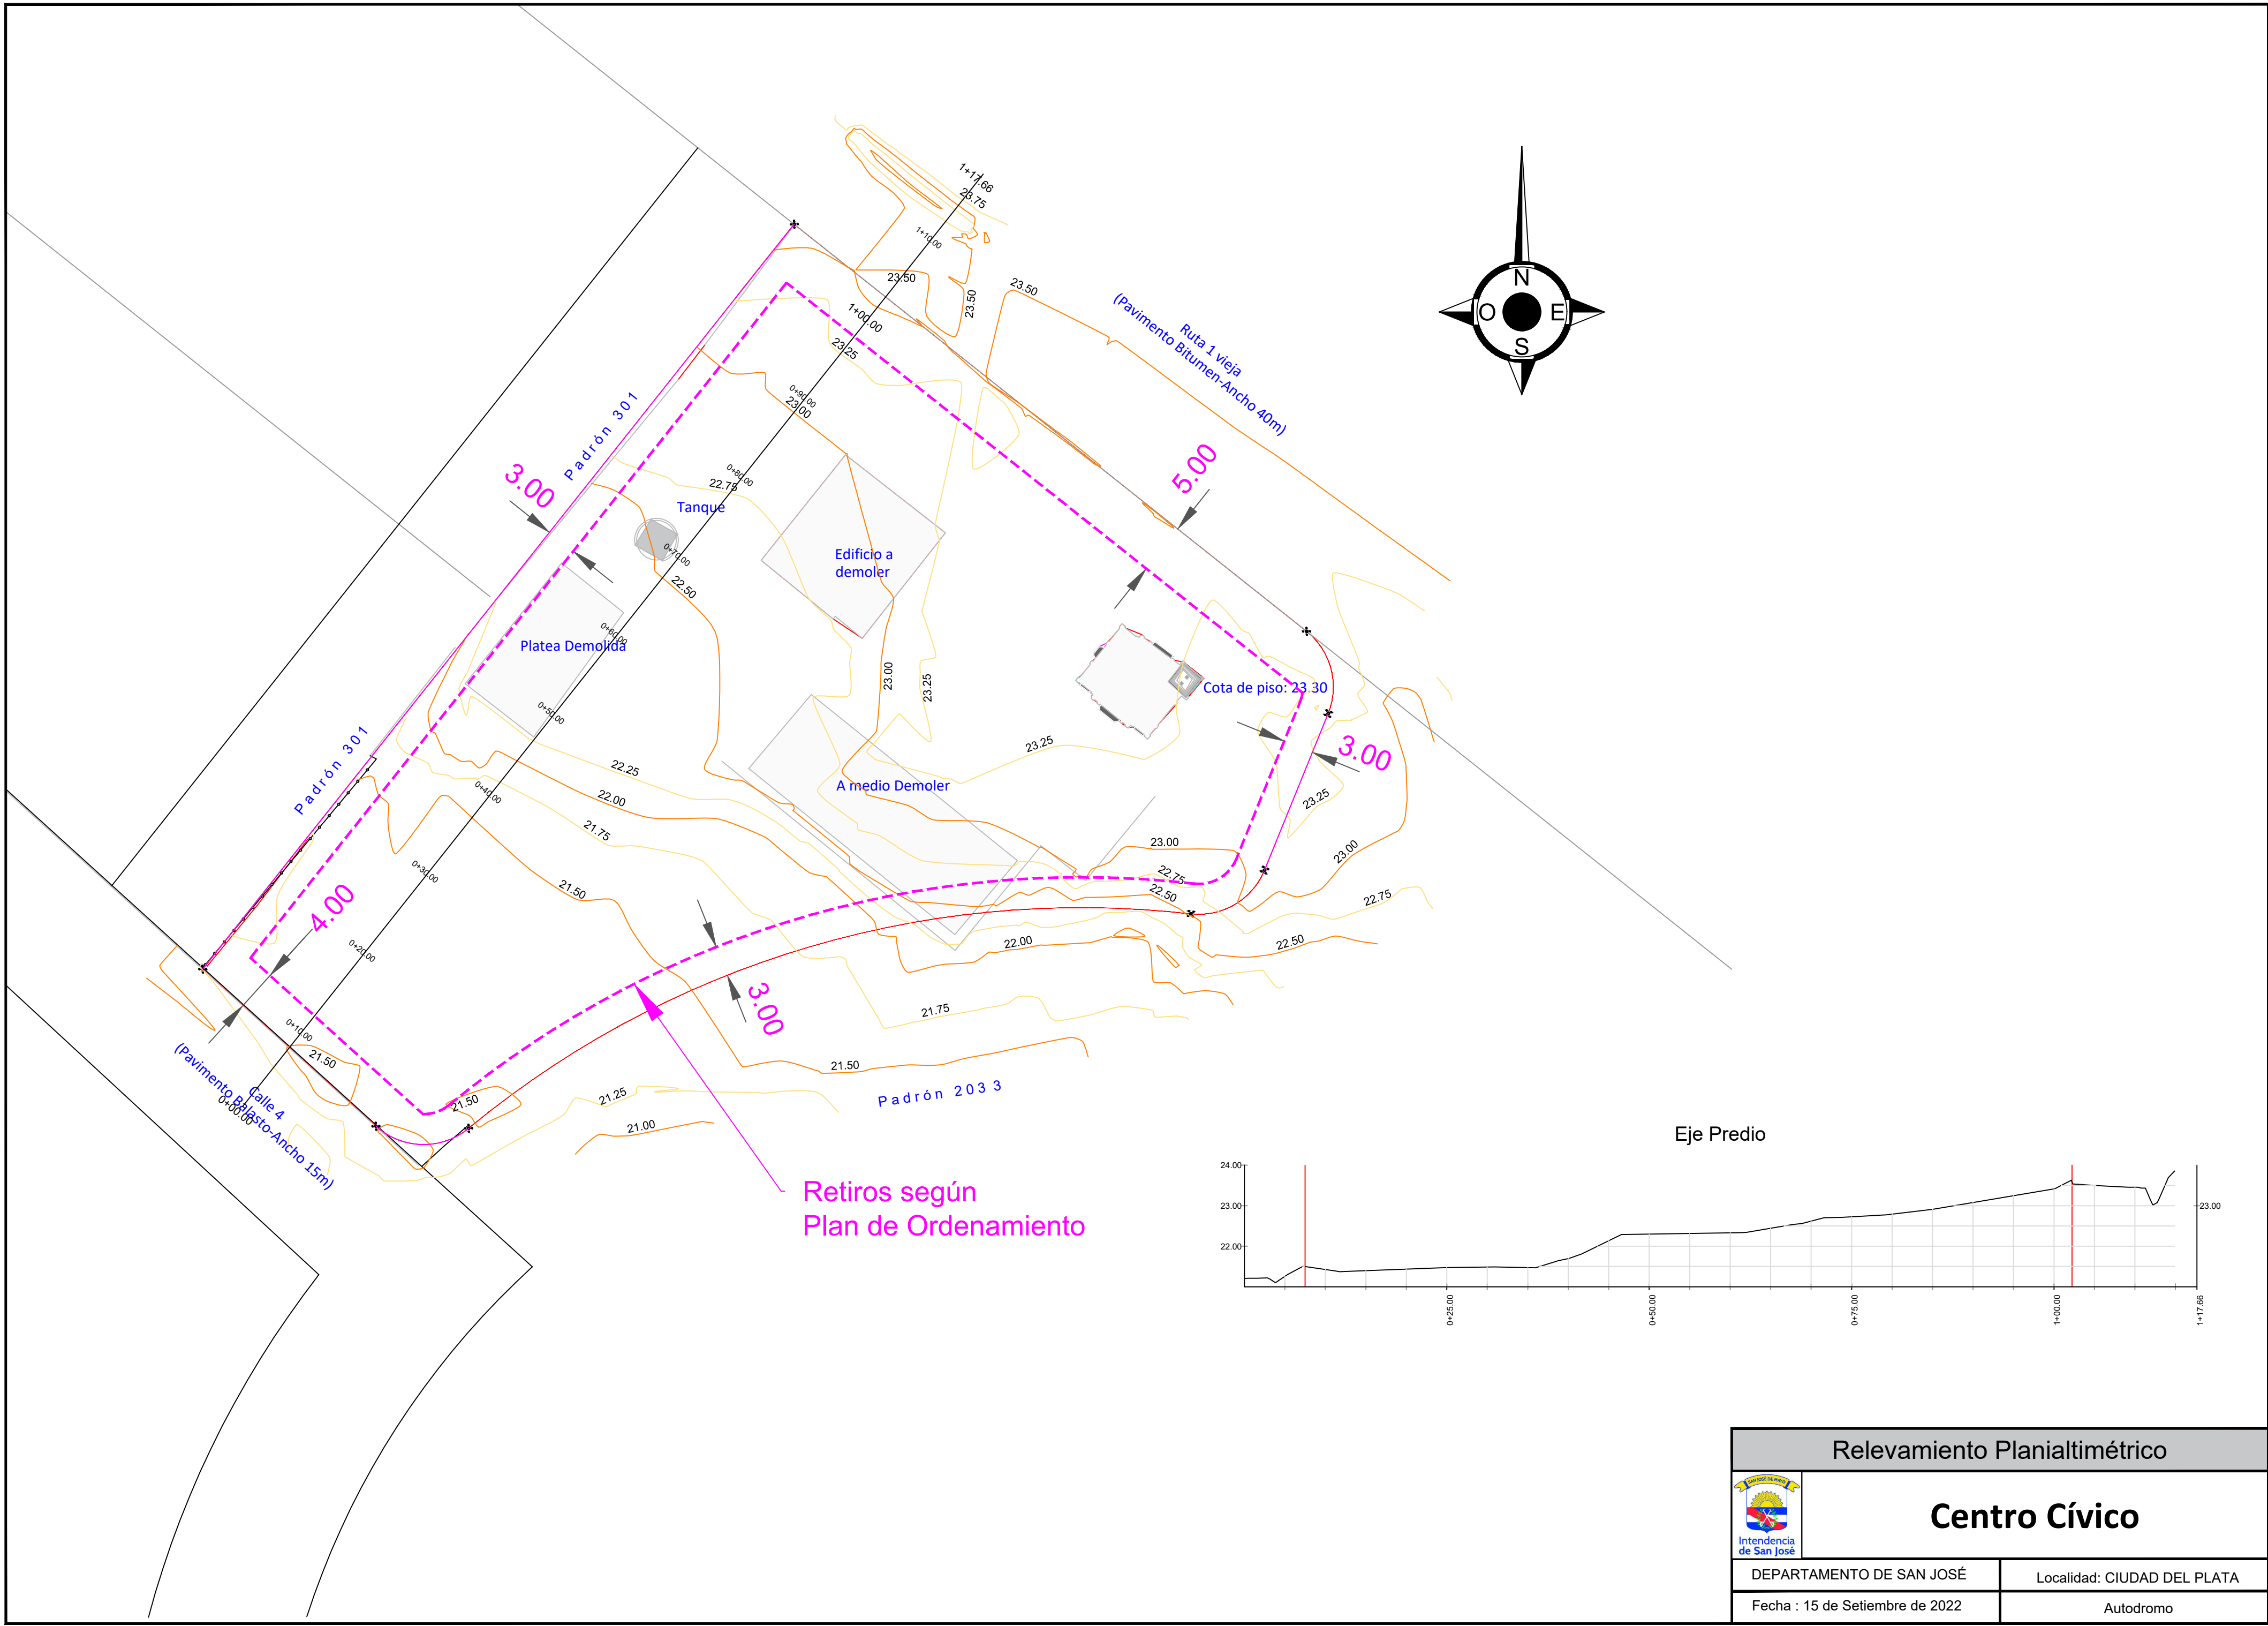 1+17.66
23.75
1+10.00
23.50
23.50
23.50
1+00.00
23.25
Ruta 1 vieja
(Pavimento Bitumen-Ancho 40m)
N
O
E
S
0+90.00
23.00
Padrón 301
3.00
5.00
0+80.00
22.75
Tanque
0+70.00
22.50
Edificio a
demoler
0+60.00
Platea Demolida
23.00
23.25
Cota de piso: 23.30
0+50.00
Padrón 301
22.25
23.25
3.00
0+40.00
22.00
A medio Demoler
23.25
21.75
23.00
23.00
0+30.00
22.75
21.50
22.50
22.75
4.00
0+20.00
22.00
22.50
3.00
21.75
0+10.00
21.50
21.50
Calle 4
(Pavimento Balasto-Ancho 15m)
0+00.00
21.50
21.25
21.00
Padrón 2033
Retiros según
Plan de Ordenamiento
Eje Predio
24.00
23.00
22.00
23.00
0+25.00
0+50.00
0+75.00
1+00.00
1+17.66
Relevamiento Planialtimétrico
SAN JOSE DE MAYO
Intendencia
de San José
Centro Cívico
DEPARTAMENTO DE SAN JOSÉ
Localidad: CIUDAD DEL PLATA
Fecha : 15 de Setiembre de 2022
Autodromo